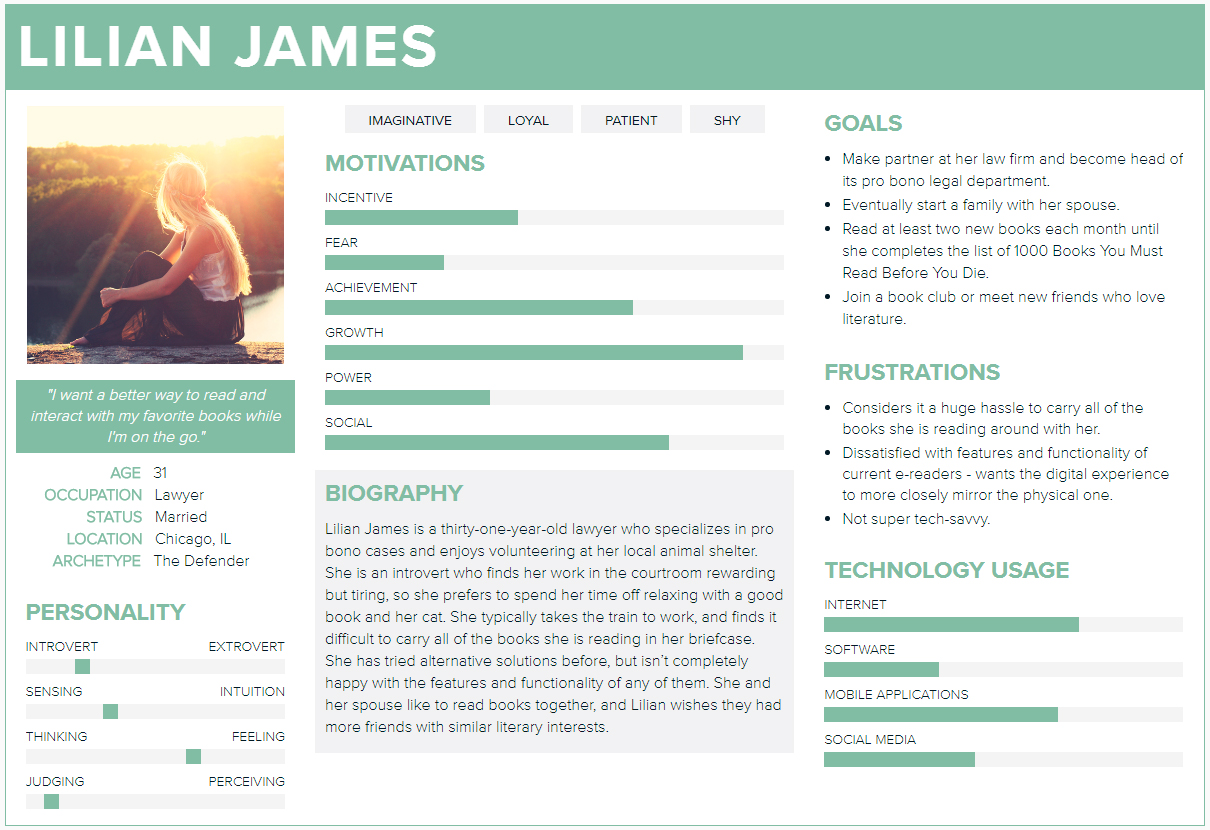 LILIAN JAMES
"I want a better way to read and
interact with my favorite books while
I'm on the go."
AGE 31
OCCUPATION Lawyer
STATUS Married
LOCATION Chicago, IL
ARCHETYPE The Defender
PERSONALITY
INTROVERT EXTROVERT
SENSING INTUITION
THINKING FEELING
JUDGING PERCEIVING
IMAGINATIVE LOYAL PATIENT SHY
MOTIVATIONS
INCENTIVE
FEAR
ACHIEVEMENT
GROWTH
POWER
SOCIAL
BIOGRAPHY
Lilian James is a thirty-one-year-old lawyer who specializes in pro
bono cases and enjoys volunteering at her local animal shelter.
She is an introvert who finds her work in the courtroom rewarding
but tiring, so she prefers to spend her time off relaxing with a good
book and her cat. She typically takes the train to work, and finds it
difficult to carry all of the books she is reading in her briefcase.
She has tried alternative solutions before, but isn’t completely
happy with the features and functionality of any of them. She and
her spouse like to read books together, and Lilian wishes they had
more friends with similar literary interests.
GOALS
• Make partner at her law firm and become head of
its pro bono legal department.
• Eventually start a family with her spouse.
• Read at least two new books each month until
she completes the list of 1000 Books You Must
Read Before You Die.
• Join a book club or meet new friends who love
literature.
FRUSTRATIONS
• Considers it a huge hassle to carry all of the
books she is reading around with her.
• Dissatisfied with features and functionality of
current e-readers - wants the digital experience
to more closely mirror the physical one.
• Not super tech-savvy.
TECHNOLOGY USAGE
INTERNET
SOFTWARE
MOBILE APPLICATIONS
SOCIAL MEDIA